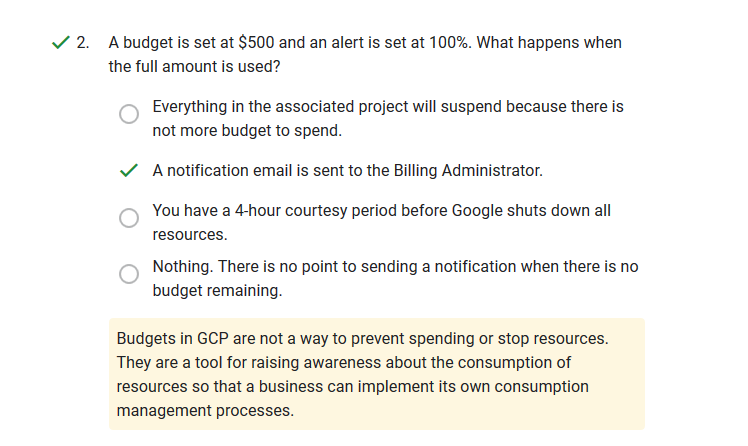 2. A budget is set at $500 and an alert is set at 100%. What happens when
the full amount is used?
Everything in the associated project will suspend because there is
not more budget to spend.
A notification email is sent to the Billing Administrator.
You have a 4-hour courtesy period before Google shuts down all
resources.
Nothing. There is no point to sending a notification when there is no
budget remaining.
Budgets in GCP are not a way to prevent spending or stop resources.
They are a tool for raising awareness about the consumption of
resources so that a business can implement its own consumption
management processes.